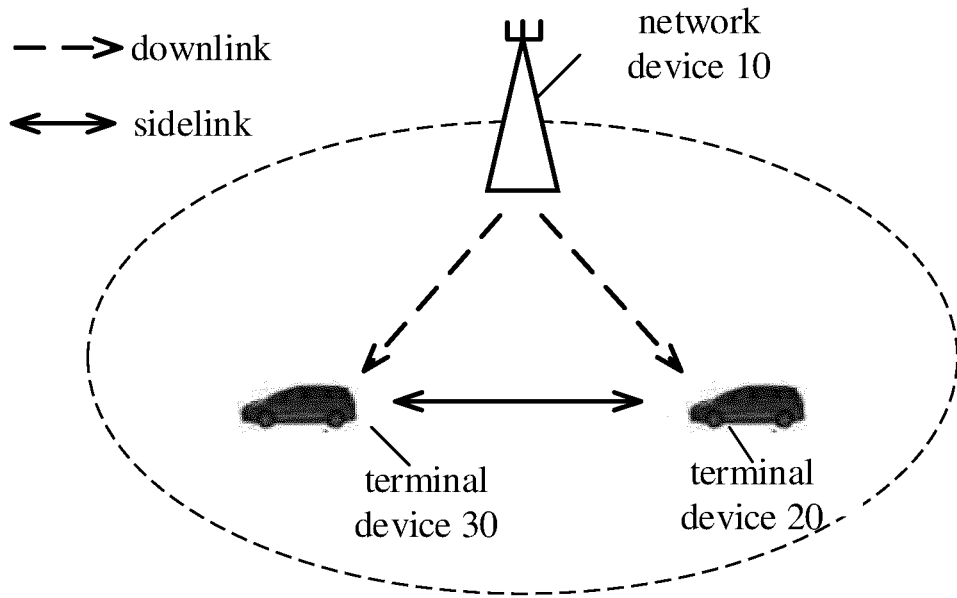 network
device 10
downlink
sidelink
terminal
device 30
terminal
device 20